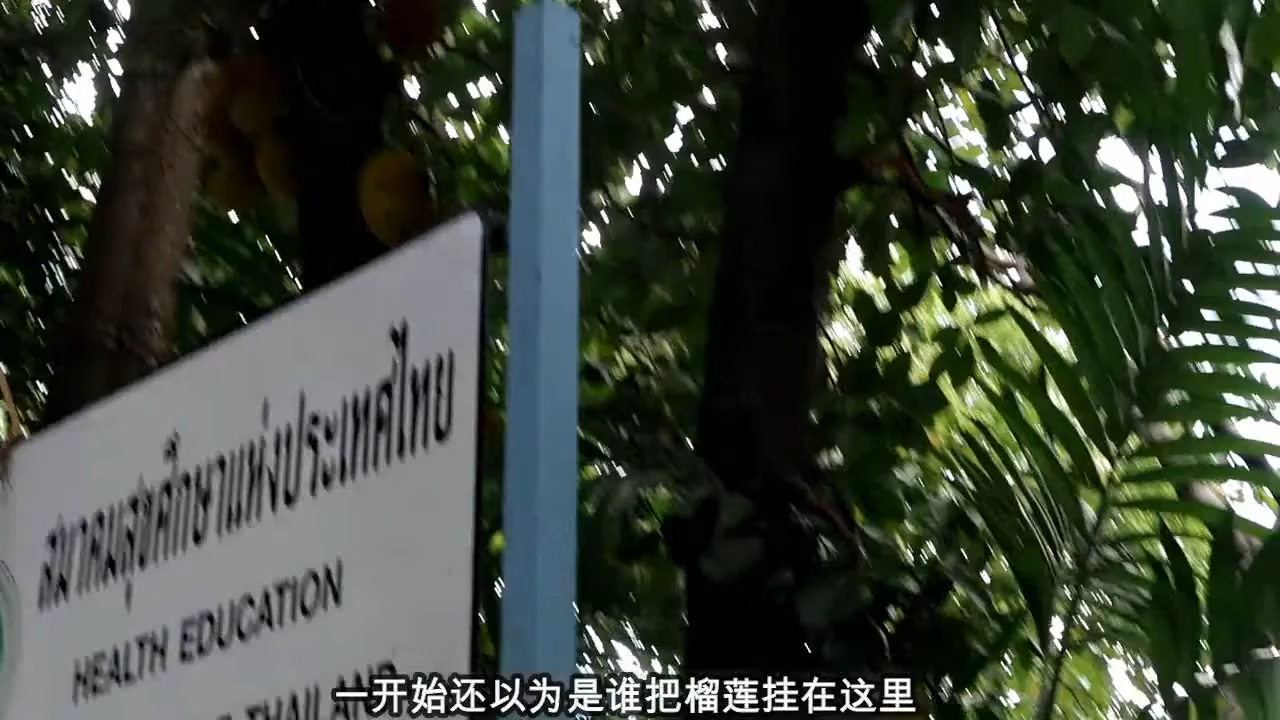 สมาคมสุขศึกษาแห่งประเทศไทย
HEALTH EDUCATION
THAILAND
一开始还以为是谁把榴莲挂在这里